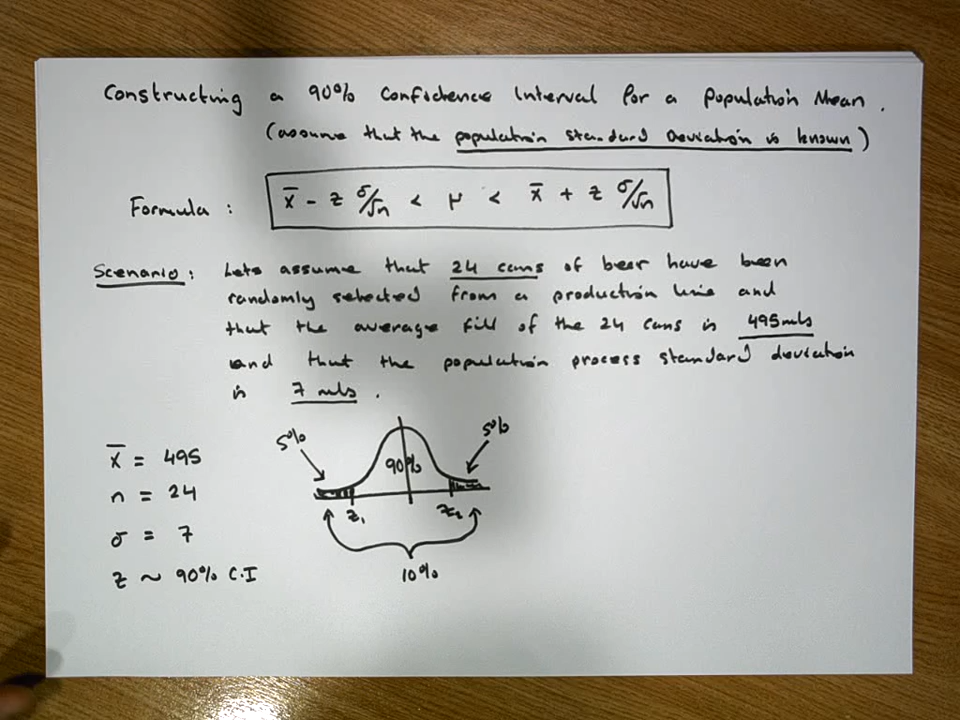 Constructing a 90% Confidence Interval for a Population Mean.
(assume that the population standard deviation is known)
Formula: x̄ - z σ/√n < μ < x̄ + z σ/√n
Scenario: Lets assume that 24 cans of beer have been
randomly selected from a production line and
that the average fill of the 24 cans is 495mls
and that the population process standard deviation
is 7 mls.
5%
5%
90%
x̄ = 495
n = 24
z₁
z₂
σ = 7
z ~ 90% C.I
10%